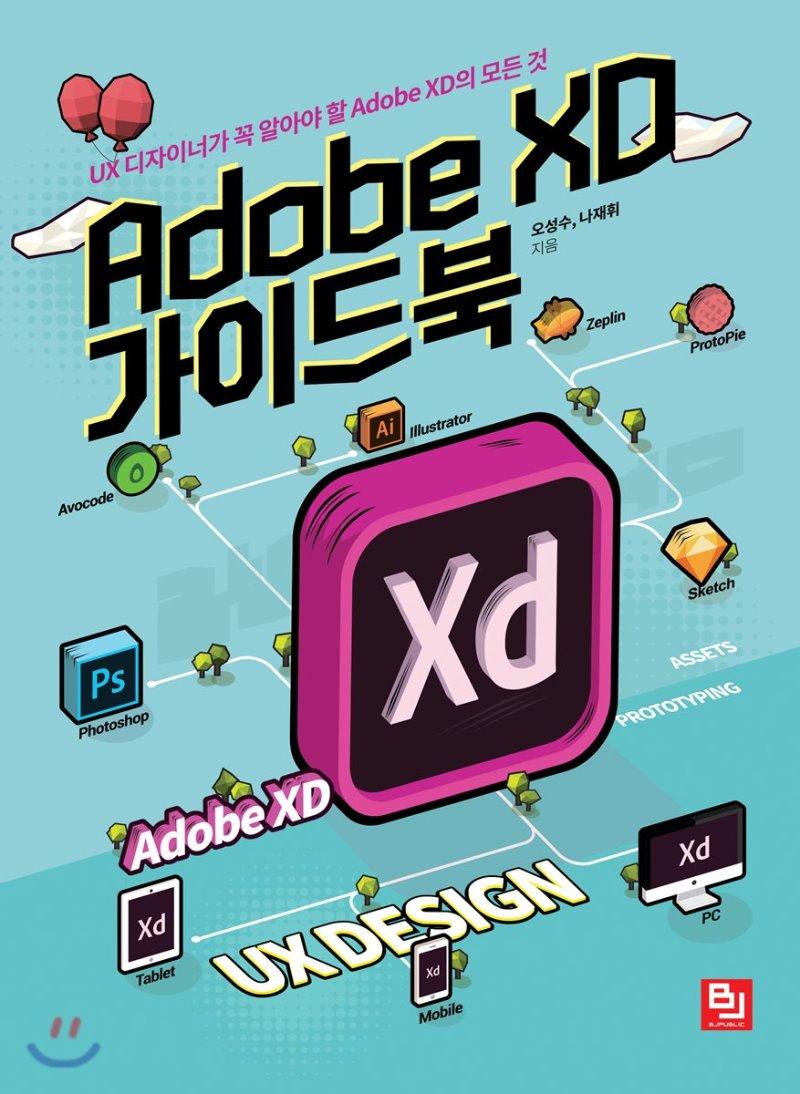 UX 디자이너가 꼭 알아야 할 Adobe XD의 모든 것
Adobe XD
가이드북
오성수, 나재휘
지음
Zeplin
ProtoPie
Ai
Illustrator
Avocode
Xd
Sketch
Ps
Photoshop
ASSETS
PROTOTYPING
Adobe XD
Xd
PC
Xd
Tablet
UX DESIGN
Xd
Mobile
BJ
BJPUBLIC